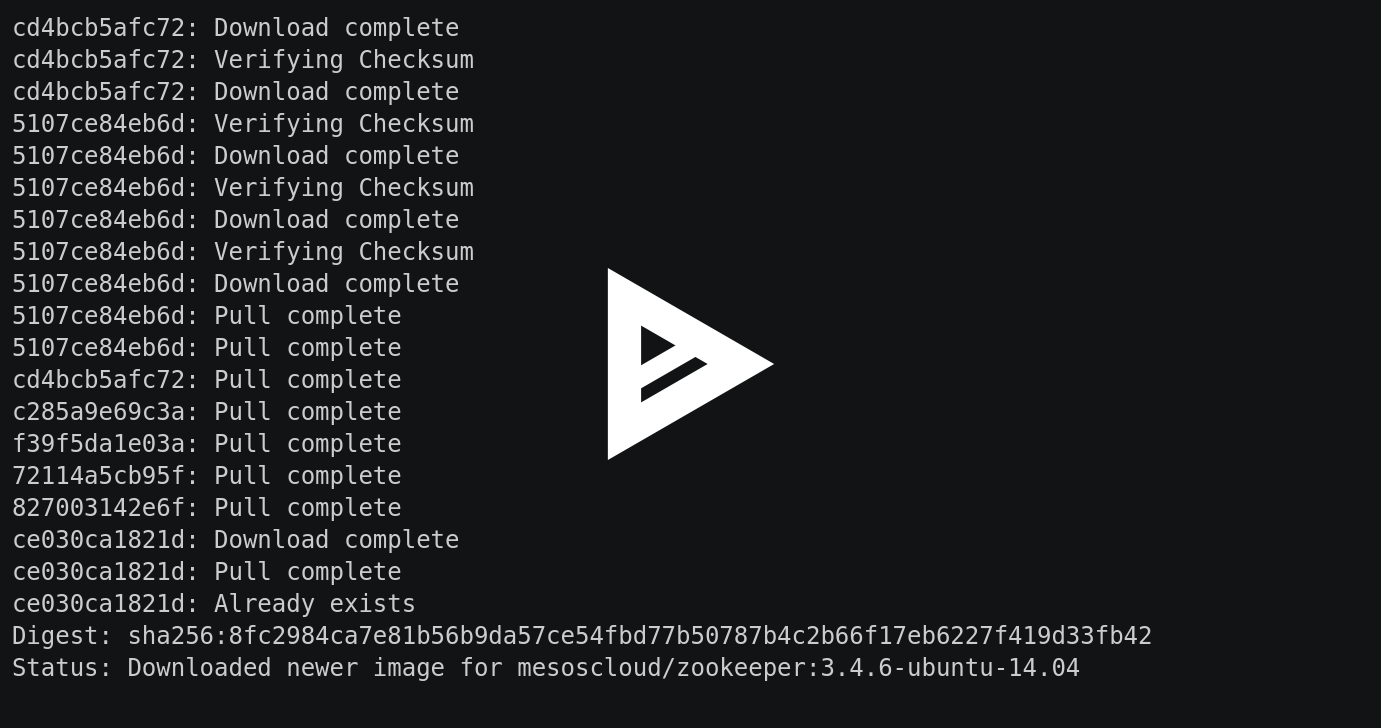 cd4bcb5afc72: Download complete
cd4bcb5afc72: Verifying Checksum
cd4bcb5afc72: Download complete
5107ce84eb6d: Verifying Checksum
5107ce84eb6d: Download complete
5107ce84eb6d: Verifying Checksum
5107ce84eb6d: Download complete
5107ce84eb6d: Verifying Checksum
5107ce84eb6d: Download complete
5107ce84eb6d: Pull complete
5107ce84eb6d: Pull complete
cd4bcb5afc72: Pull complete
c285a9e69c3a: Pull complete
f39f5da1e03a: Pull complete
72114a5cb95f: Pull complete
827003142e6f: Pull complete
ce030ca1821d: Download complete
ce030ca1821d: Pull complete
ce030ca1821d: Already exists
Digest: sha256:8fc2984ca7e81b56b9da57ce54fbd77b50787b4c2b66f17eb6227f419d33fb42
Status: Downloaded newer image for mesoscloud/zookeeper:3.4.6-ubuntu-14.04